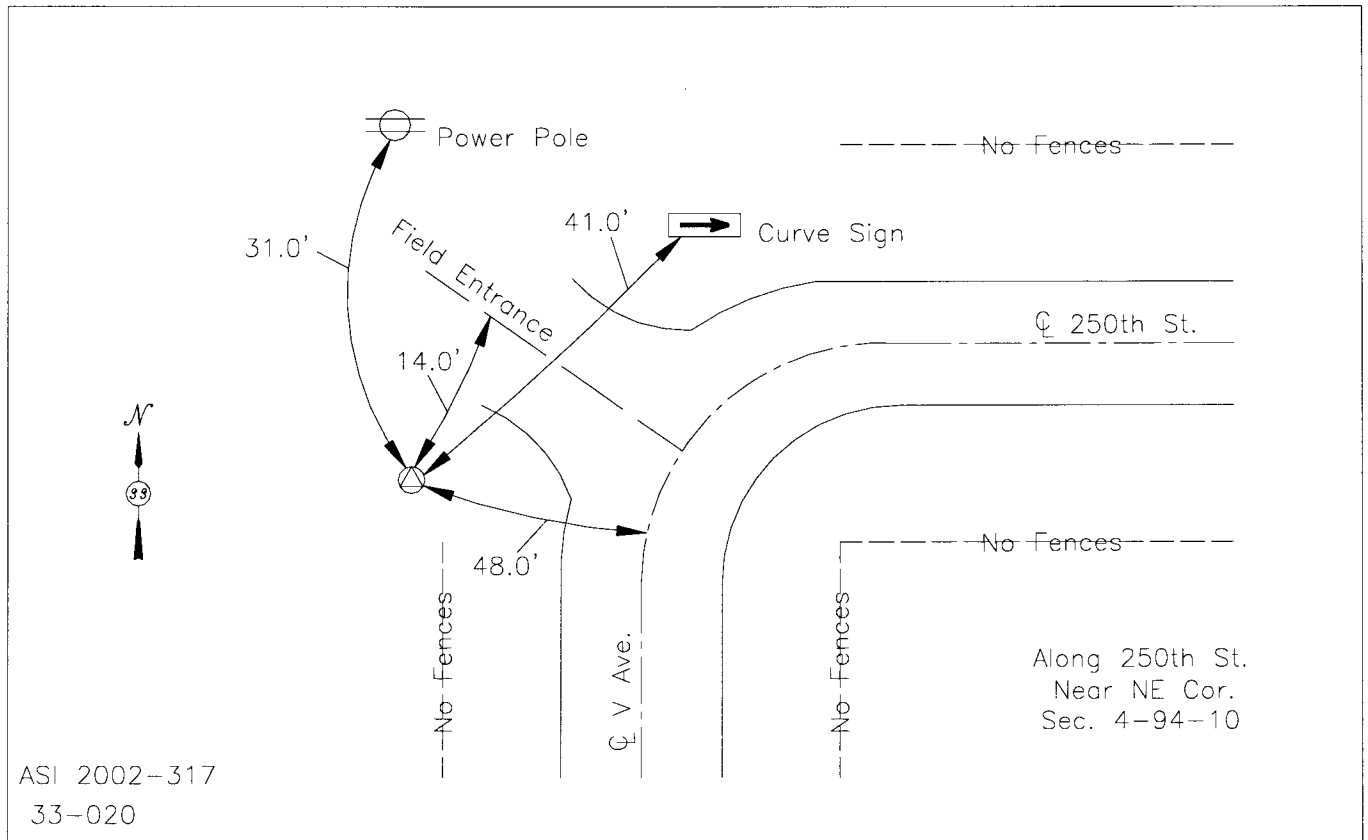 Power Pole
No Fences
41.0'
Curve Sign
31.0'
Field Entrance
℄ 250th St.
14.0'
N
33
48.0'
No Fences
No Fences
℄ V Ave.
No Fences
Along 250th St.
Near NE Cor.
Sec. 4-94-10
ASI 2002-317
33-020